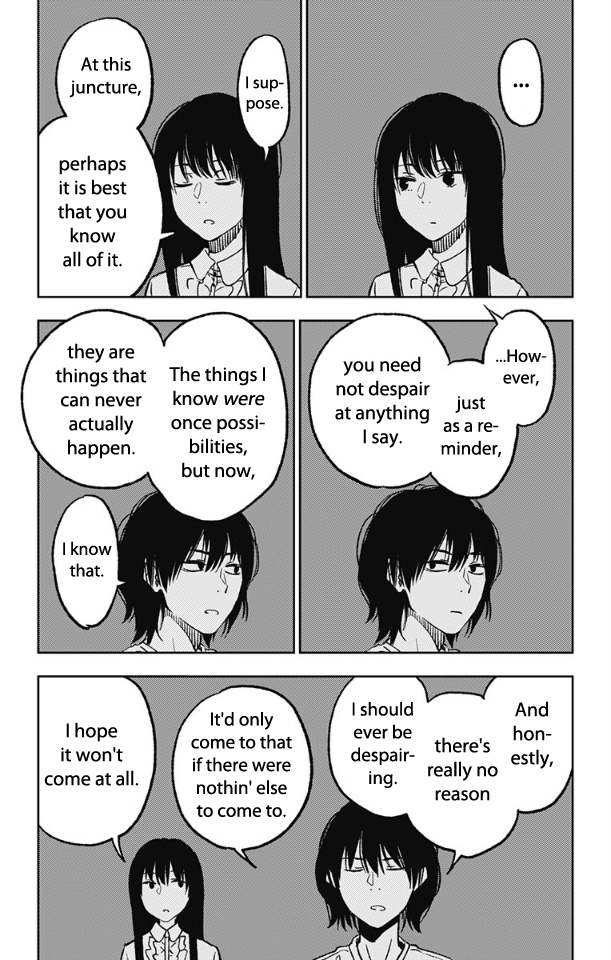 ...
I sup-
pose.
At this
juncture,
perhaps
it is best
that you
know
all of it.
...How-
ever,
just
as a re-
minder,
you need
not despair
at anything
I say.
The things I
know were
once possi-
bilities,
but now,
they are
things that
can never
actually
happen.
I know
that.
And
hon-
estly,
there's
really no
reason
I should
ever be
despair-
ing.
It'd only
come to that
if there were
nothin' else
to come to.
I hope
it won't
come at all.